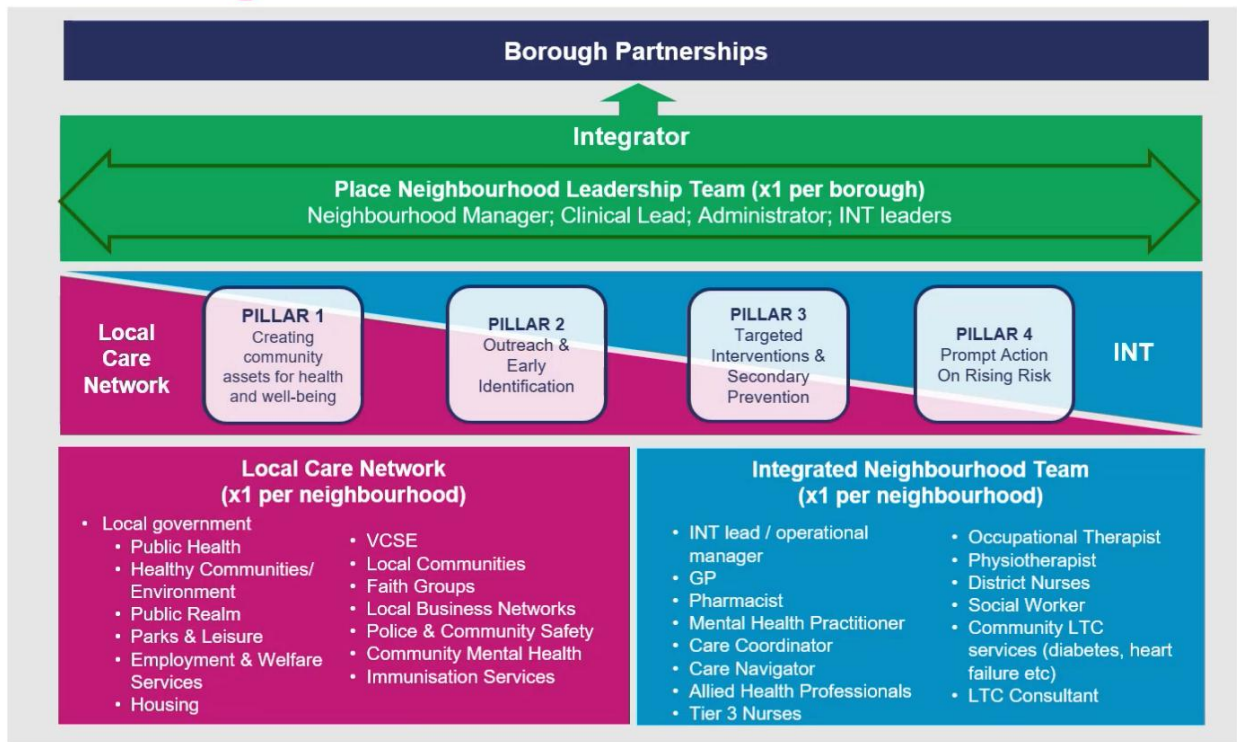 Borough Partnerships
Integrator
Place Neighbourhood Leadership Team (x1 per borough)
Neighbourhood Manager; Clinical Lead; Administrator; INT leaders
Local
Care
Network
PILLAR 1
Creating
community
assets for health
and well-being
PILLAR 2
Outreach &
Early
Identification
PILLAR 3
Targeted
Interventions &
Secondary
Prevention
PILLAR 4
Prompt Action
On Rising Risk
INT
Local Care Network
(x1 per neighbourhood)
• Local government
• Public Health
• Healthy Communities/
Environment
• Public Realm
• Parks & Leisure
• Employment & Welfare
Services
• Housing
• VCSE
• Local Communities
• Faith Groups
• Local Business Networks
• Police & Community Safety
• Community Mental Health
• Immunisation Services
Integrated Neighbourhood Team
(x1 per neighbourhood)
• INT lead / operational
manager
• GP
• Pharmacist
• Mental Health Practitioner
• Care Coordinator
• Care Navigator
• Allied Health Professionals
• Tier 3 Nurses
• Occupational Therapist
• Physiotherapist
• District Nurses
• Social Worker
• Community LTC
services (diabetes, heart
failure etc)
• LTC Consultant